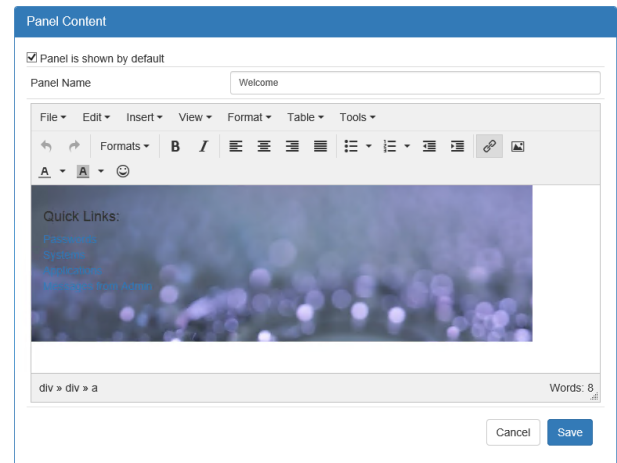 Panel Content
Panel is shown by default
Panel Name
Welcome
File Edit Insert View Format Table Tools
Formats B I
A A
Quick Links:
div » div » a
Words: 8
Cancel Save